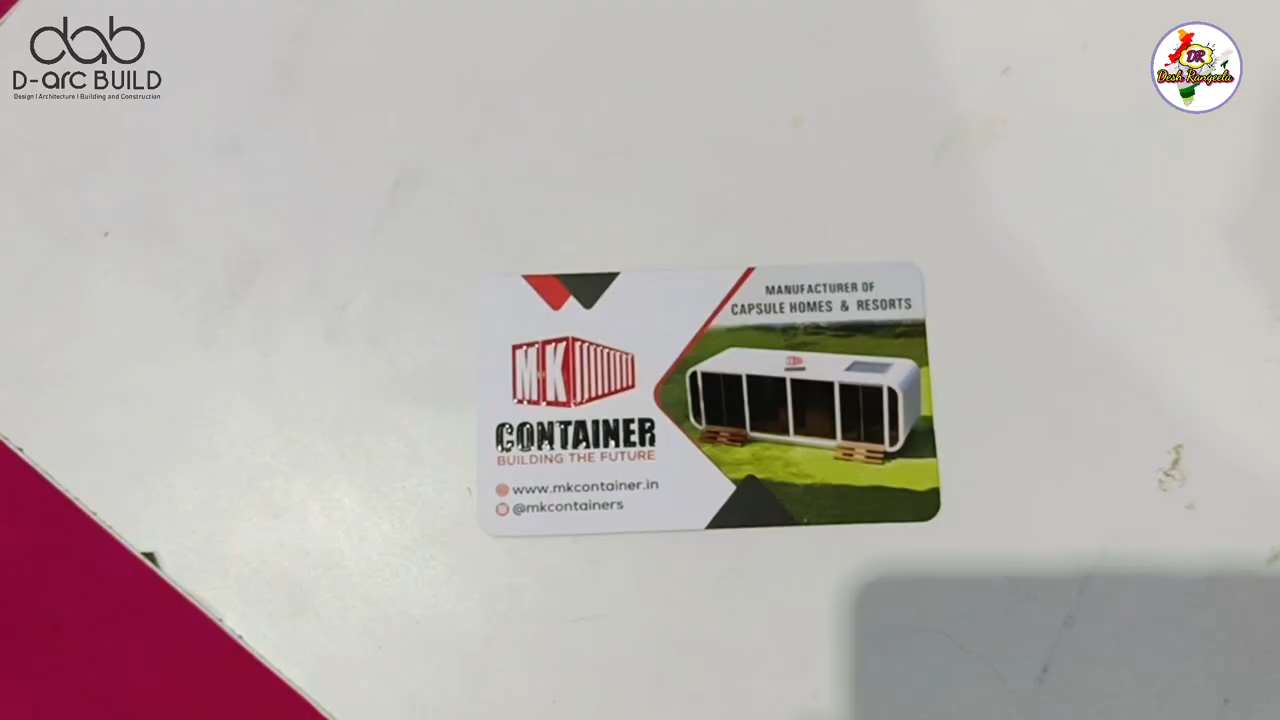 dab
D-arc BUILD
Design | Architecture | Building and Construction
DR
Desh Rangeela
MANUFACTURER OF
CAPSULE HOMES & RESORTS
MK
CONTAINER
BUILDING THE FUTURE
www.mkcontainer.in
@mkcontainers